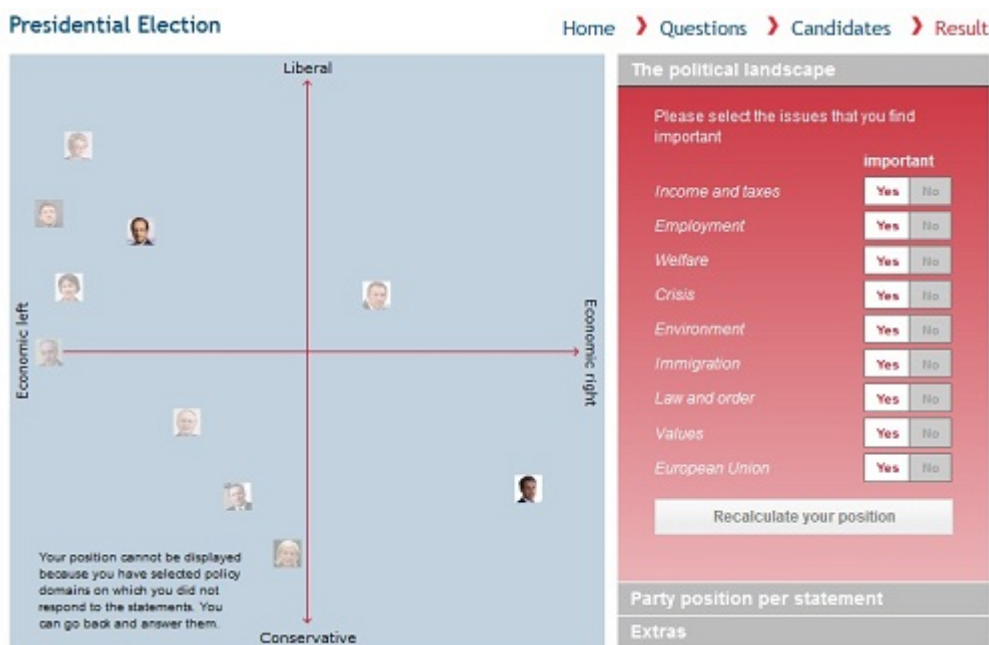 Presidential Election
Home ❯ Questions ❯ Candidates ❯ Result
Liberal
Economic left
Economic right
Conservative
Your position cannot be displayed
because you have selected policy
domains on which you did not
respond to the statements. You
can go back and answer them.
The political landscape
Please select the issues that you find
important
important
Income and taxes Yes No
Employment Yes No
Welfare Yes No
Crisis Yes No
Environment Yes No
Immigration Yes No
Law and order Yes No
Values Yes No
European Union Yes No
Recalculate your position
Party position per statement
Extras